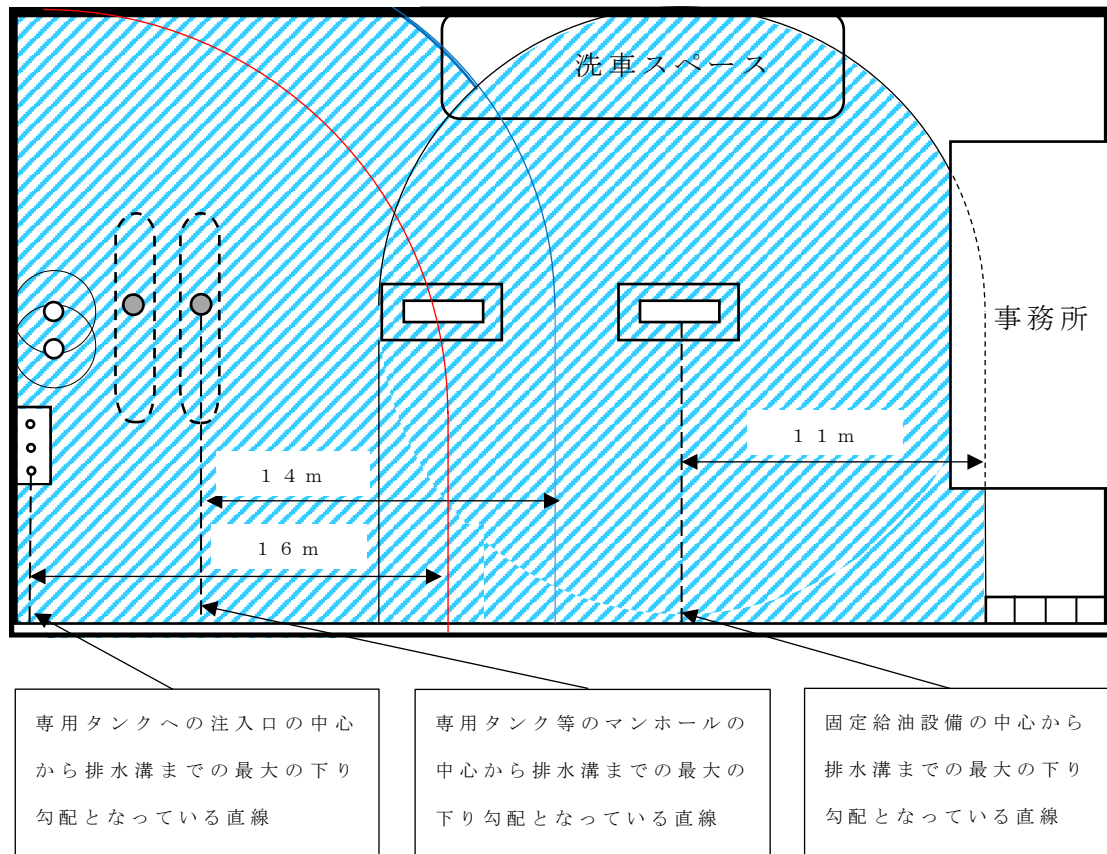 洗車スペース
事務所
１１ｍ
１４ｍ
１６ｍ
専用タンクへの注入口の中心
から排水溝までの最大の下り
勾配となっている直線
専用タンク等のマンホールの
中心から排水溝までの最大の
下り勾配となっている直線
固定給油設備の中心から
排水溝までの最大の下り
勾配となっている直線